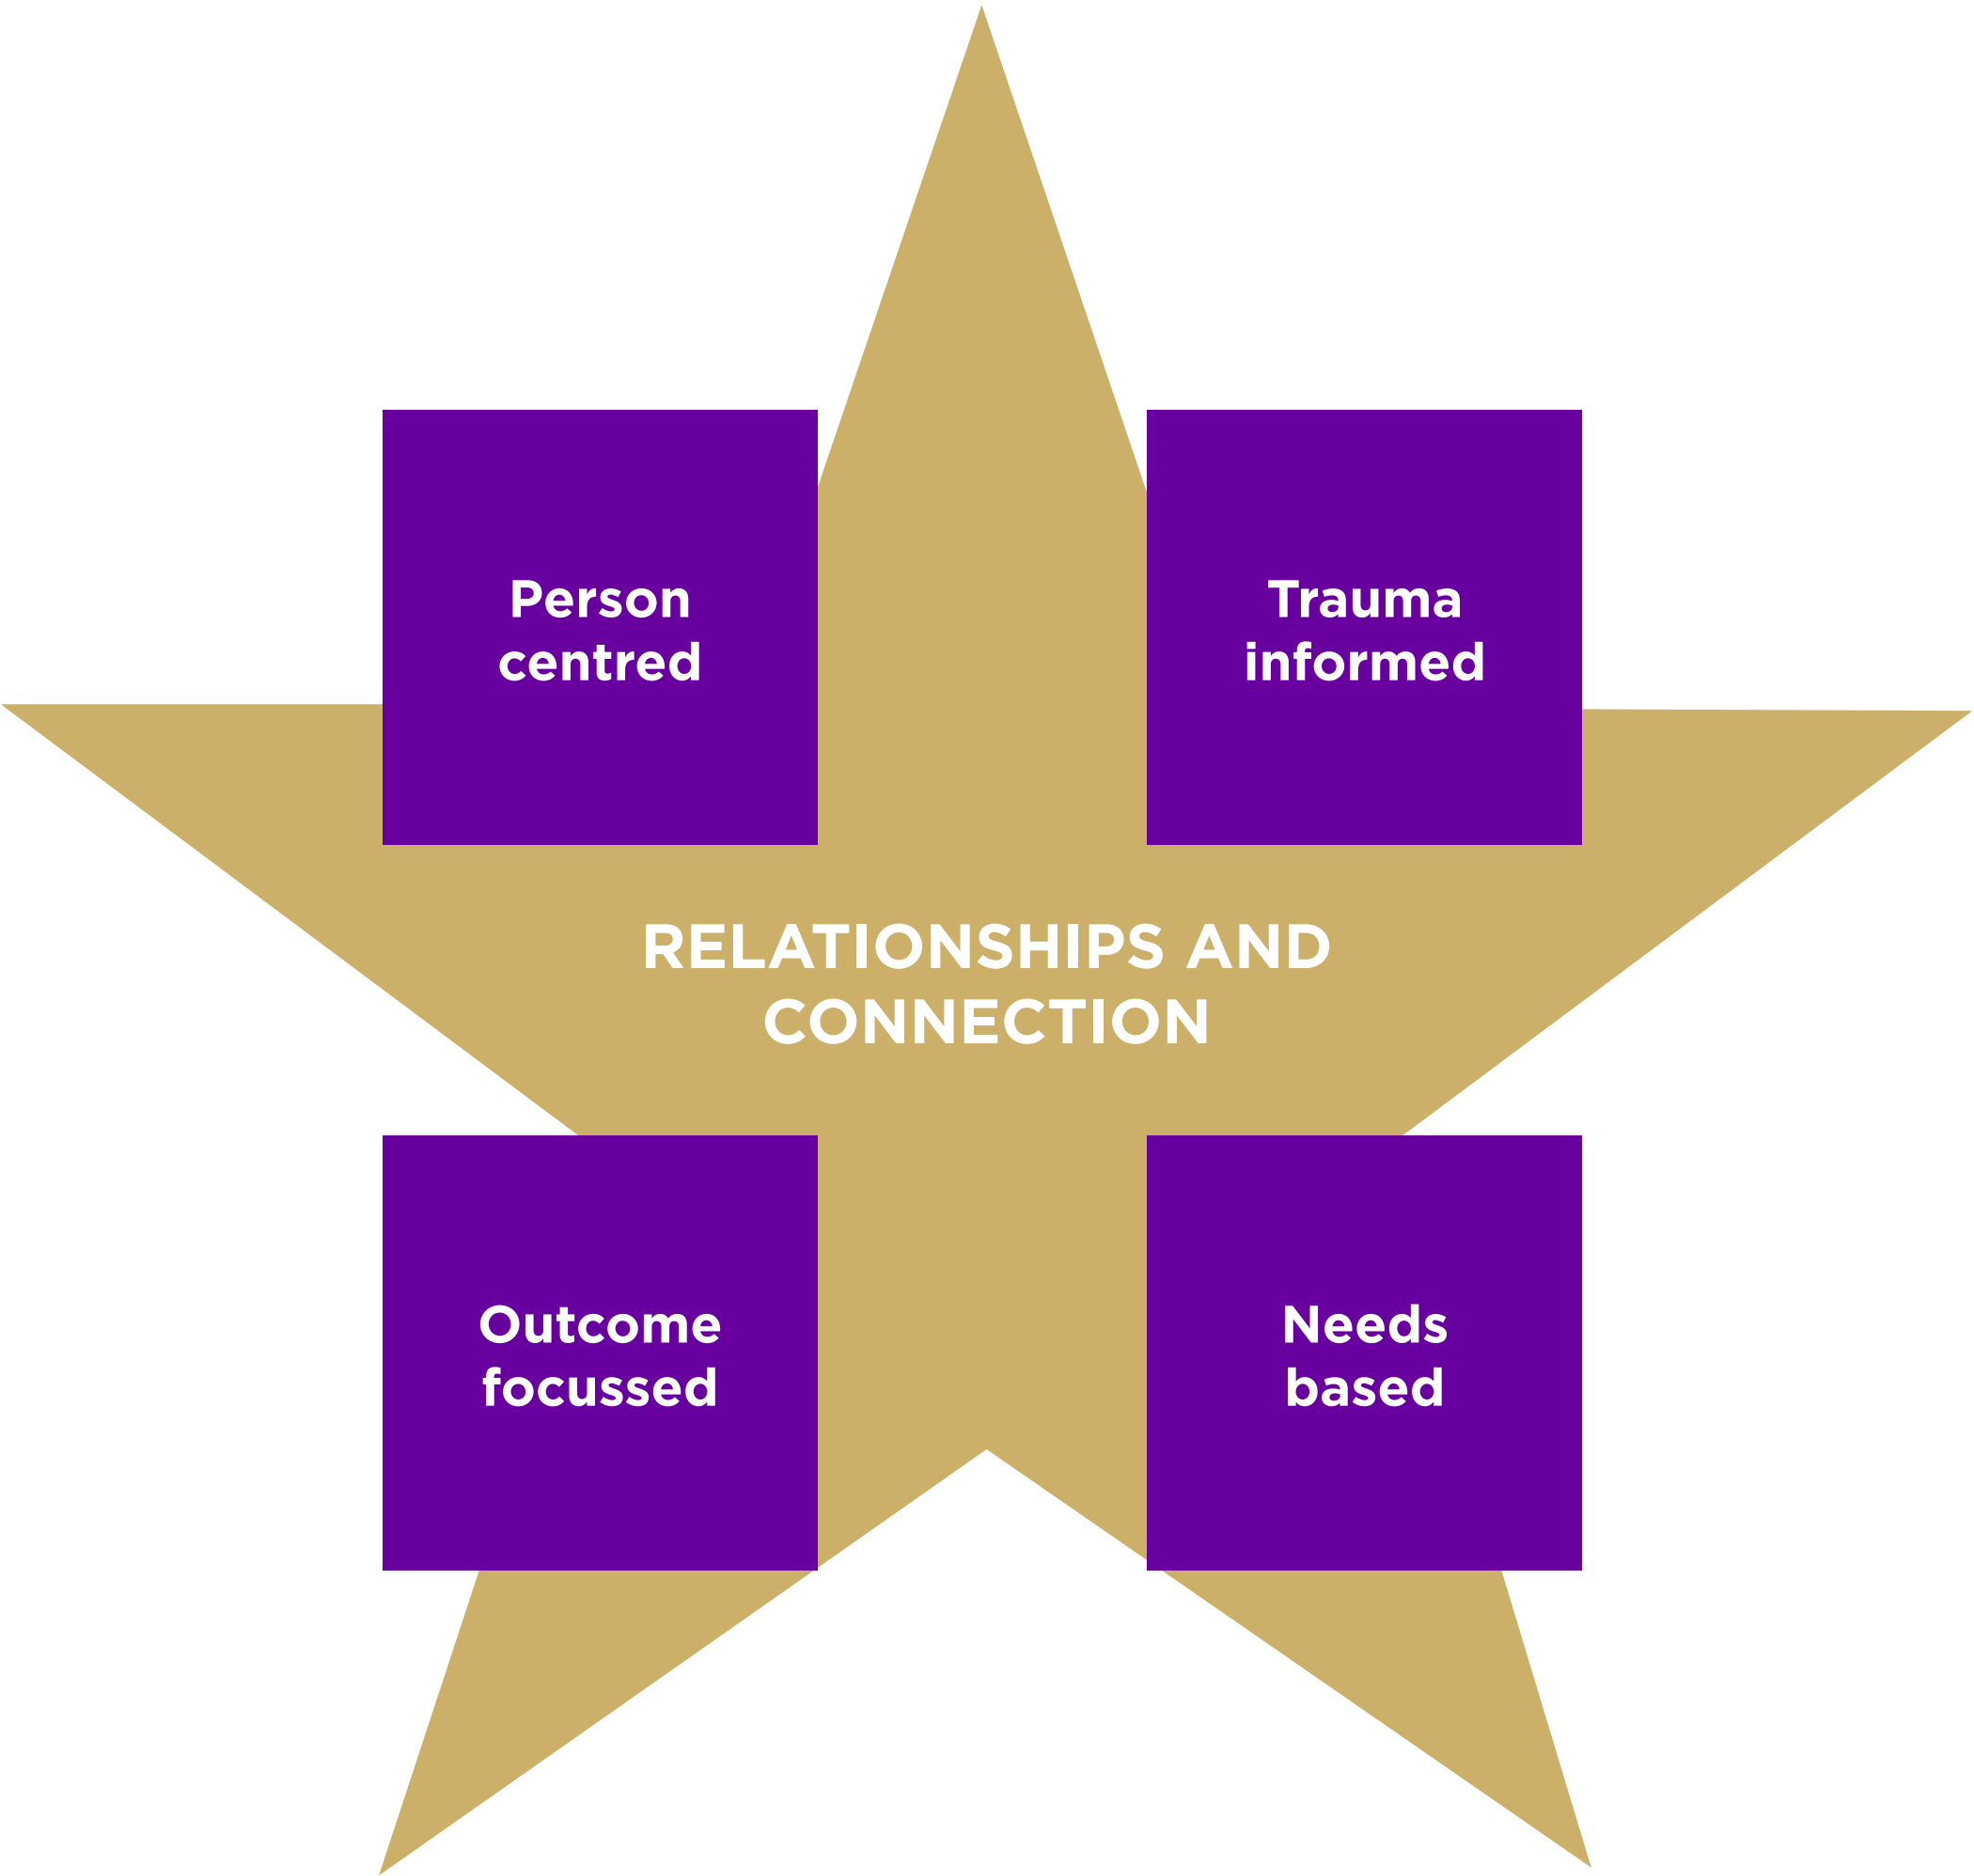 Person
centred
Trauma
informed
RELATIONSHIPS AND
CONNECTION
Outcome
focussed
Needs
based